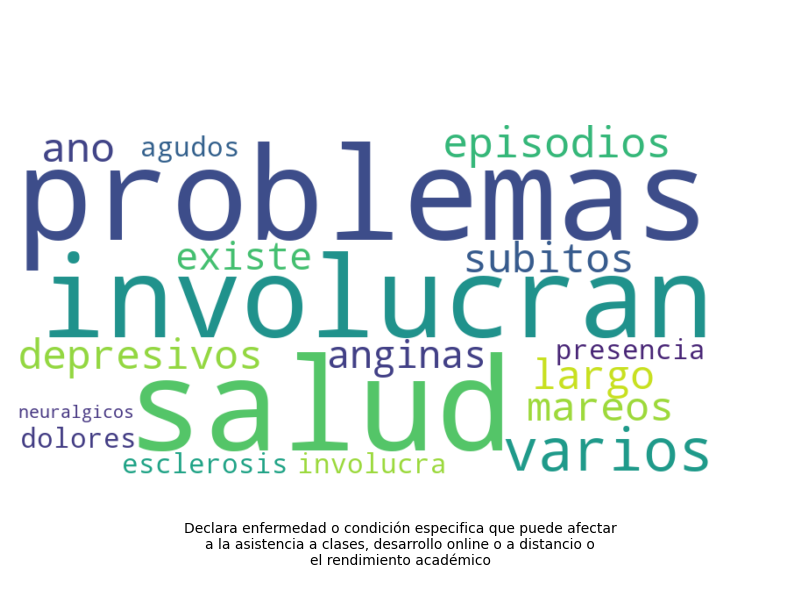 ano agudos episodios
problemas
existe subitos
involucran
depresivos anginas presencia
salud largo
neuralgicos mareos
dolores varios
esclerosis involucra
Declara enfermedad o condición especifica que puede afectar
a la asistencia a clases, desarrollo online o a distancio o
el rendimiento académico